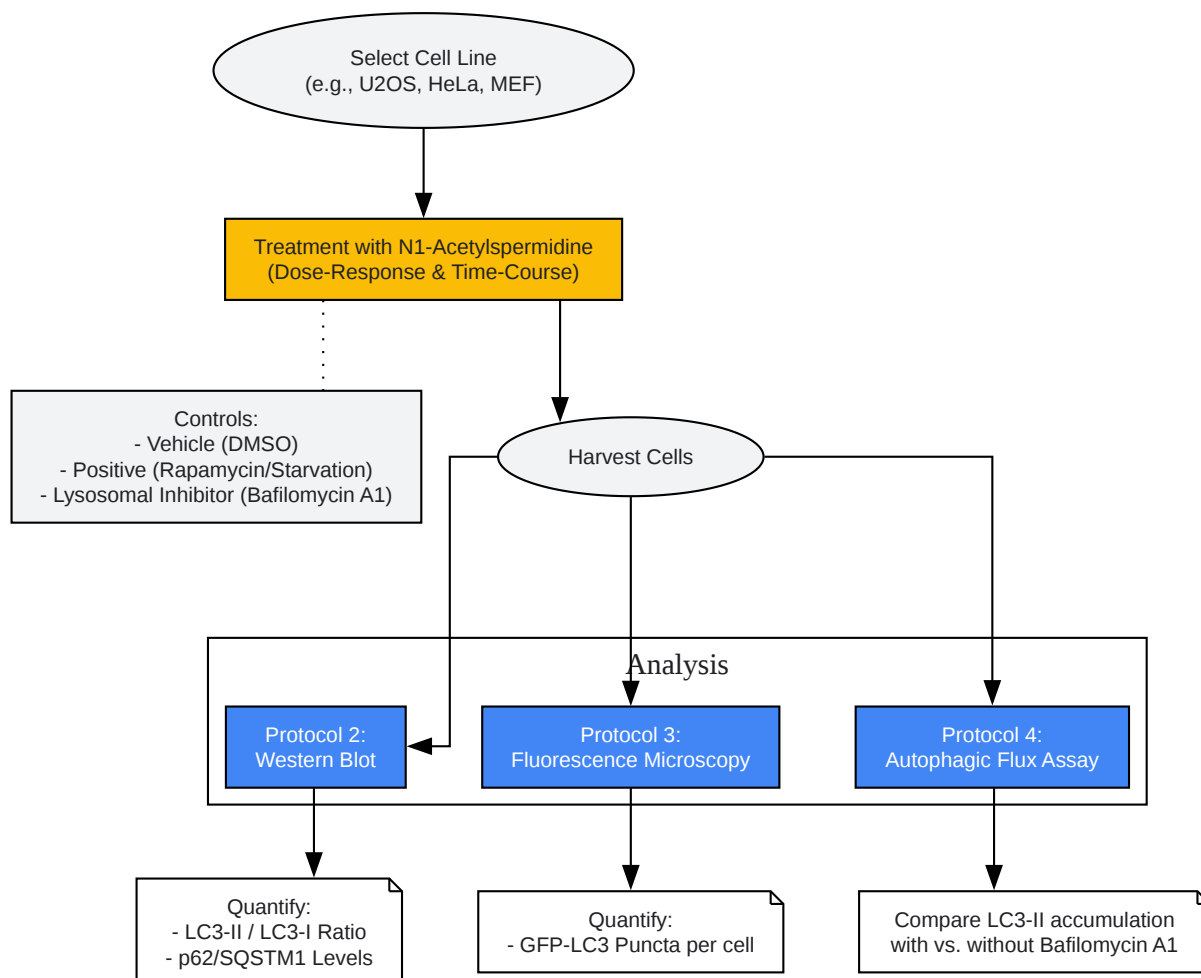 Select Cell Line
(e.g., U2OS, HeLa, MEF)
Treatment with N1-Acetylspermidine
(Dose-Response & Time-Course)
Controls:
- Vehicle (DMSO)
- Positive (Rapamycin/Starvation)
- Lysosomal Inhibitor (Bafilomycin A1)
Harvest Cells
Analysis
Protocol 2:
Western Blot
Protocol 3:
Fluorescence Microscopy
Protocol 4:
Autophagic Flux Assay
Quantify:
- LC3-II / LC3-I Ratio
- p62/SQSTM1 Levels
Quantify:
- GFP-LC3 Puncta per cell
Compare LC3-II accumulation
with vs. without Bafilomycin A1